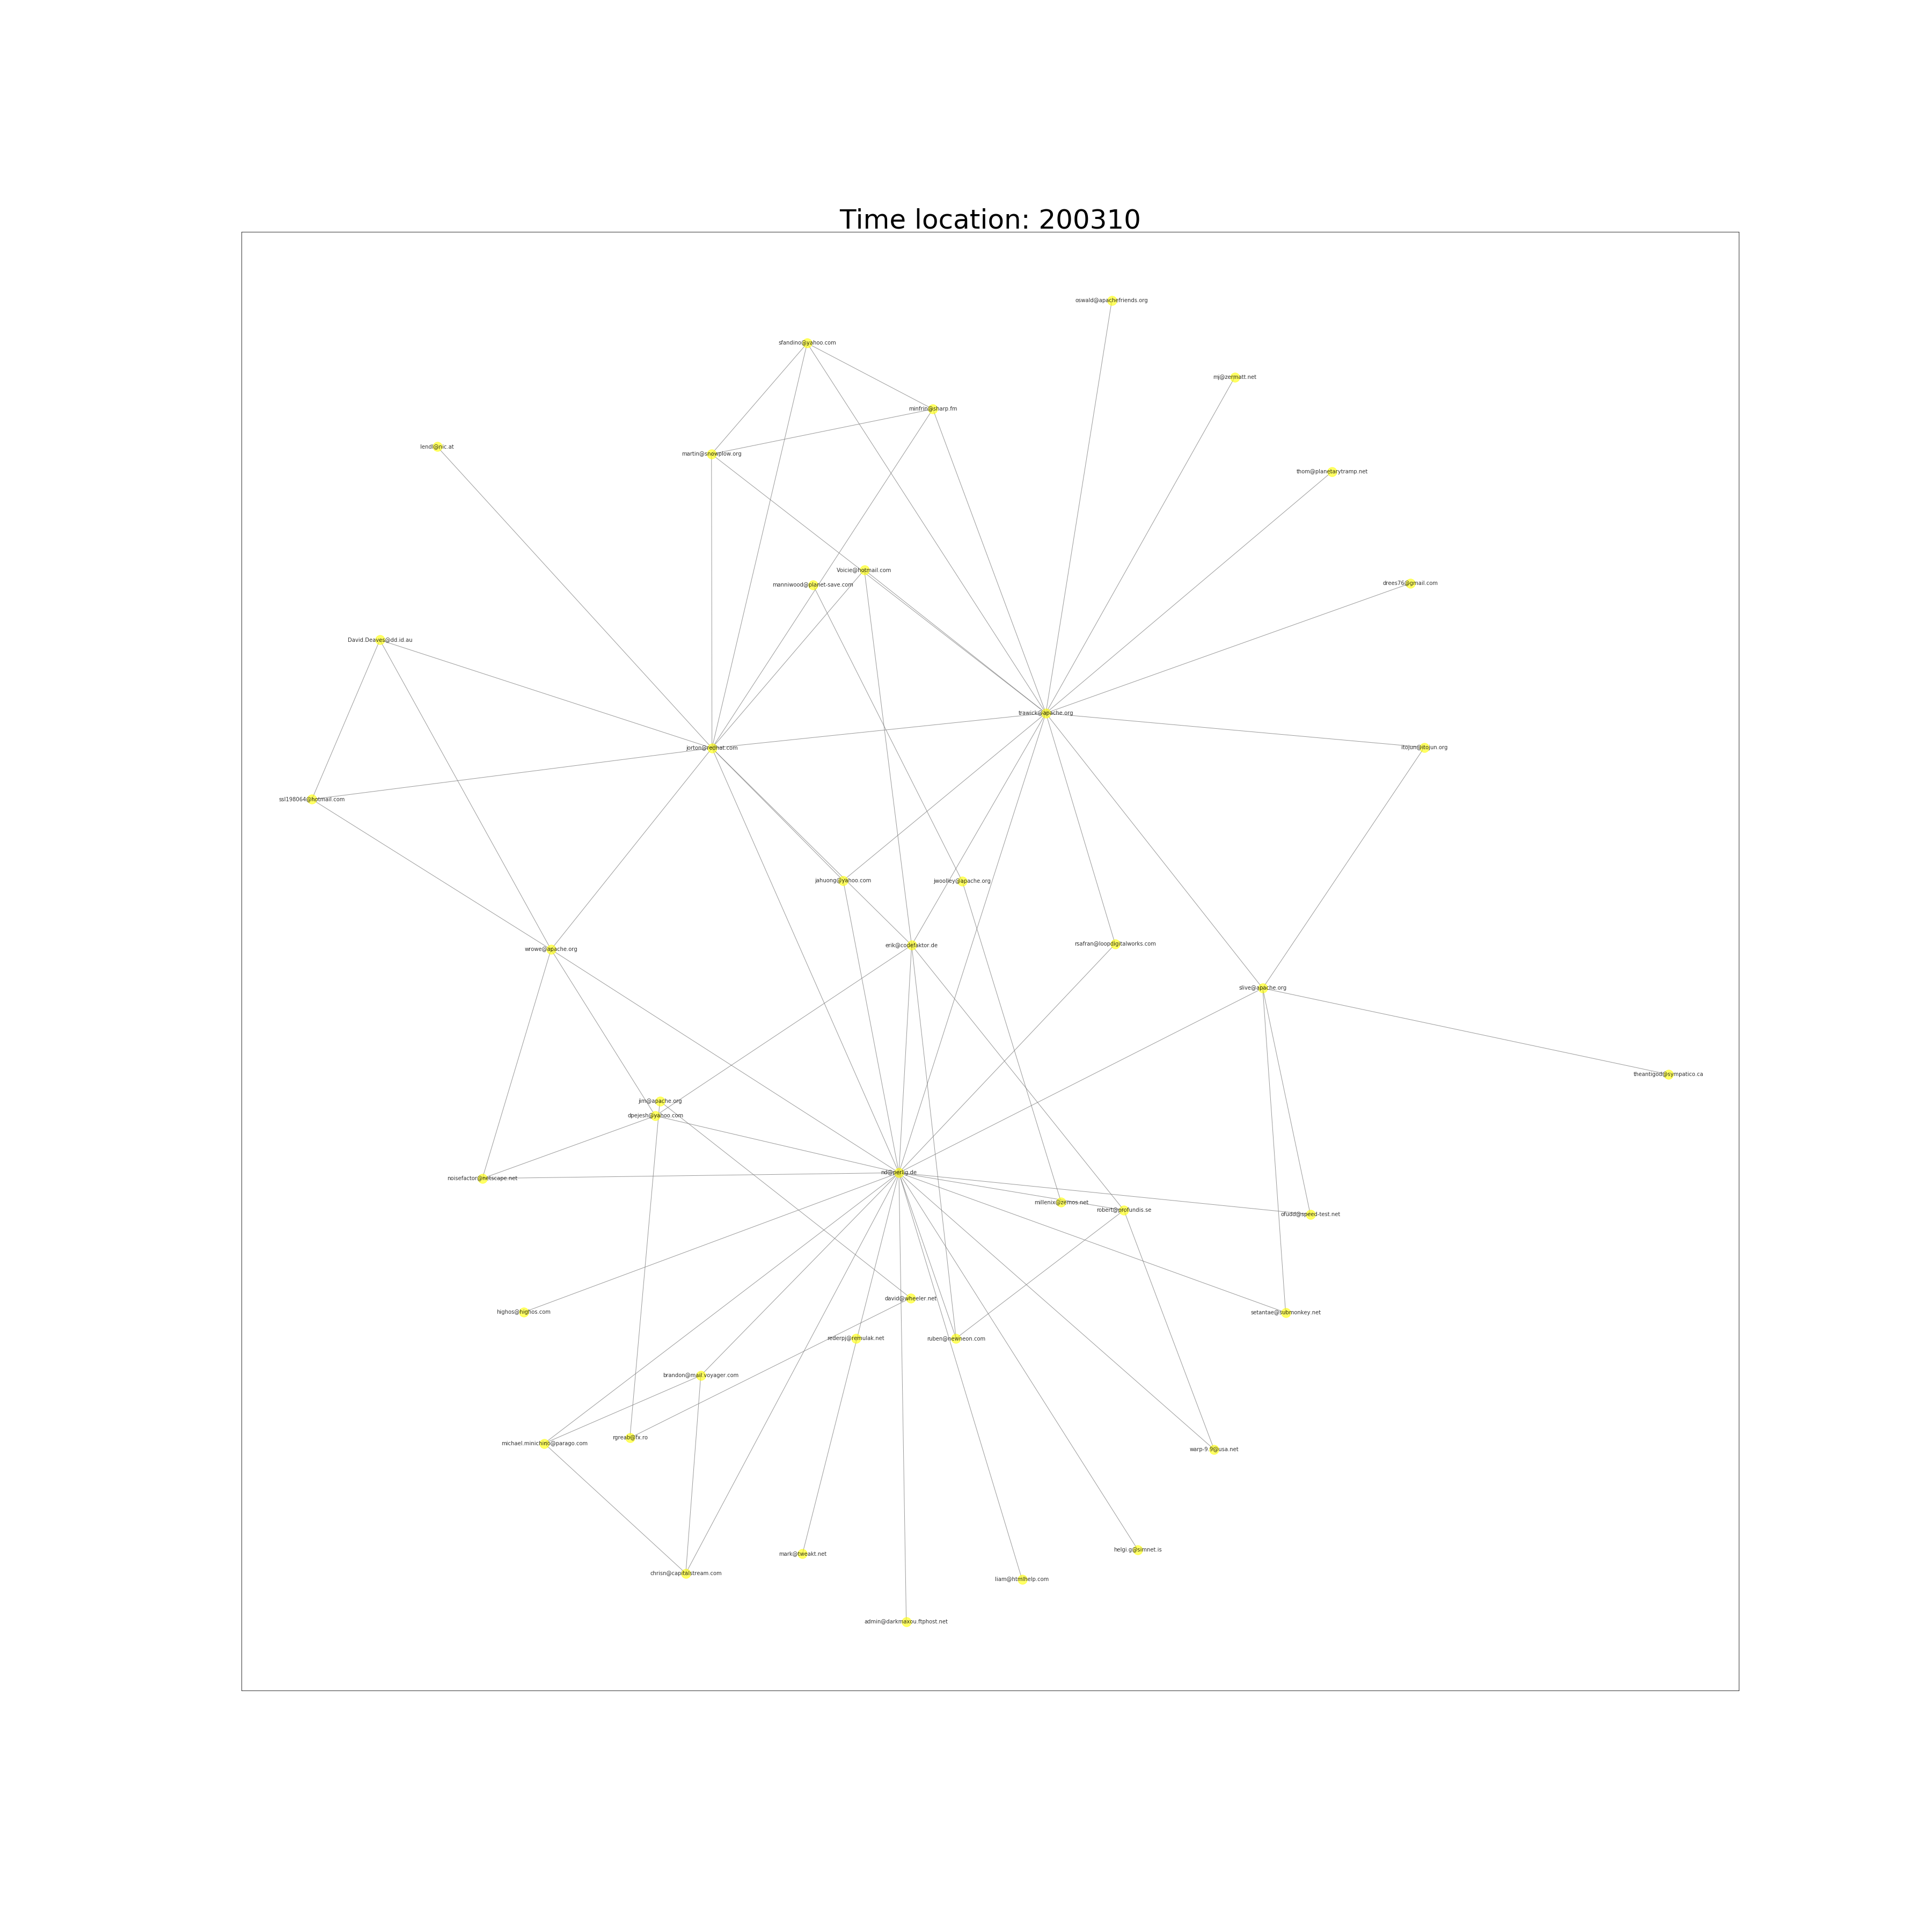 Time location: 200310
oswald@apachefriends.org
sfandino@yahoo.com
mj@zermatt.net
minfrin@sharp.fm
lendl@nic.at
martin@snowplow.org
thom@planetarytramp.net
Voicie@hotmail.com
manniwood@planet-save.com
drees76@gmail.com
David.Deaves@dd.id.au
trawick@apache.org
jorton@redhat.com
itojun@itojun.org
ssl198064@hotmail.com
jahuong@yahoo.com
jwoolley@apache.org
rsafran@loopdigitalworks.com
erik@codefaktor.de
wrowe@apache.org
slive@apache.org
theantigod@sympatico.ca
jim@apache.org
dpejesh@yahoo.com
nd@perlig.de
noisefactor@netscape.net
millenix@zemos.net
robert@profundis.se
ofudd@speed-test.net
david@wheeler.net
highos@highos.com
setantae@submonkey.net
rederpj@remulak.net
ruben@newneon.com
brandon@mail.voyager.com
rgreab@fx.ro
michael.minichino@parago.com
warp-9.9@usa.net
helgi.g@simnet.is
mark@tweakt.net
chrisn@capitalstream.com
liam@htmlhelp.com
admin@darkmaxou.ftphost.net